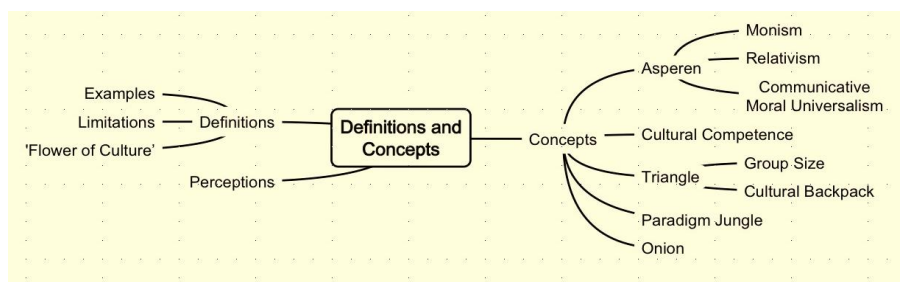 Examples
Limitations
'Flower of Culture'
Definitions
Perceptions
Definitions and
Concepts
Concepts
Asperen
Monism
Relativism
Communicative
Moral Universalism
Cultural Competence
Triangle
Group Size
Cultural Backpack
Paradigm Jungle
Onion